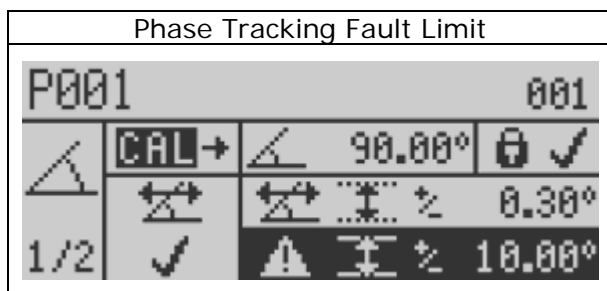 Phase Tracking Fault Limit
P001 001
CAL 90.00°
± 0.30°
1/2 ± 10.00°